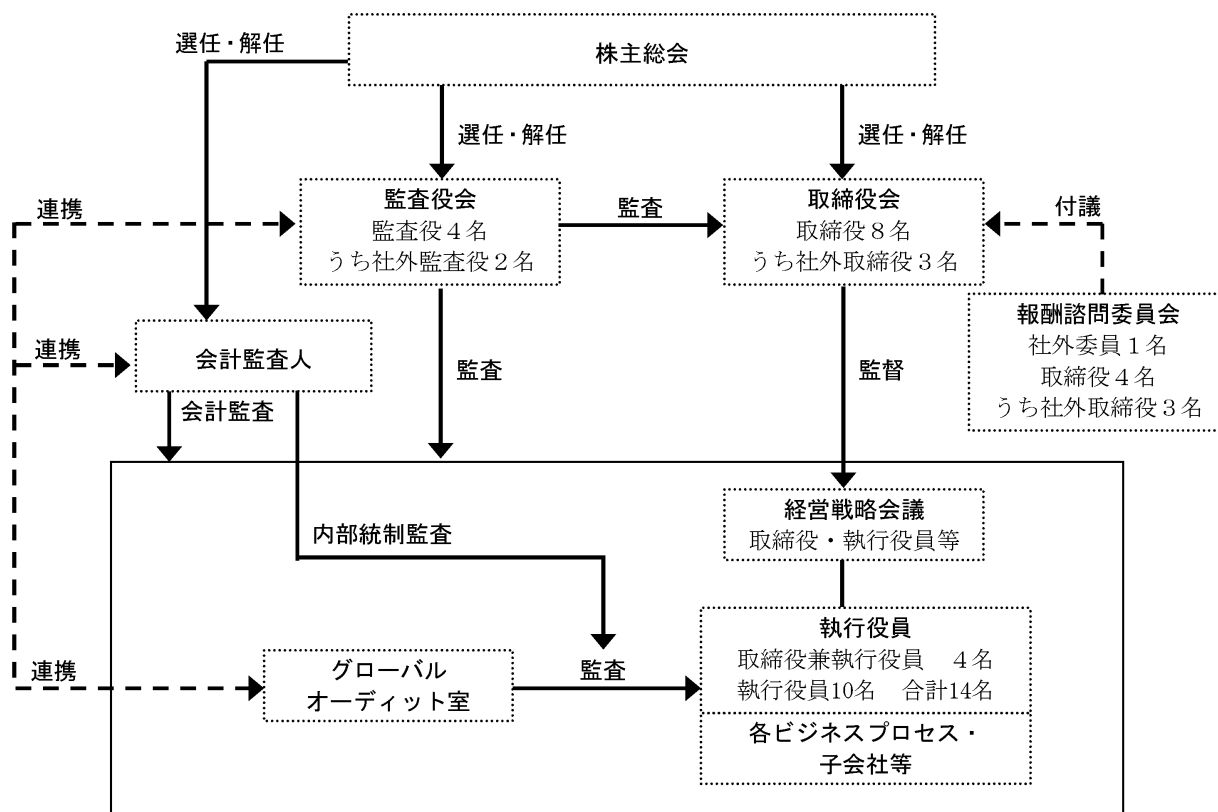 選任・解任
株主総会
選任・解任
選任・解任
連携
監査役会
監査役４名
うち社外監査役２名
監査
取締役会
取締役８名
うち社外取締役３名
付議
報酬諮問委員会
社外委員１名
取締役４名
うち社外取締役３名
連携
会計監査人
監査
監督
会計監査
経営戦略会議
取締役・執行役員等
内部統制監査
執行役員
取締役兼執行役員　４名
執行役員10名　合計14名
連携
グローバル
オーディット室
監査
各ビジネスプロセス・
子会社等